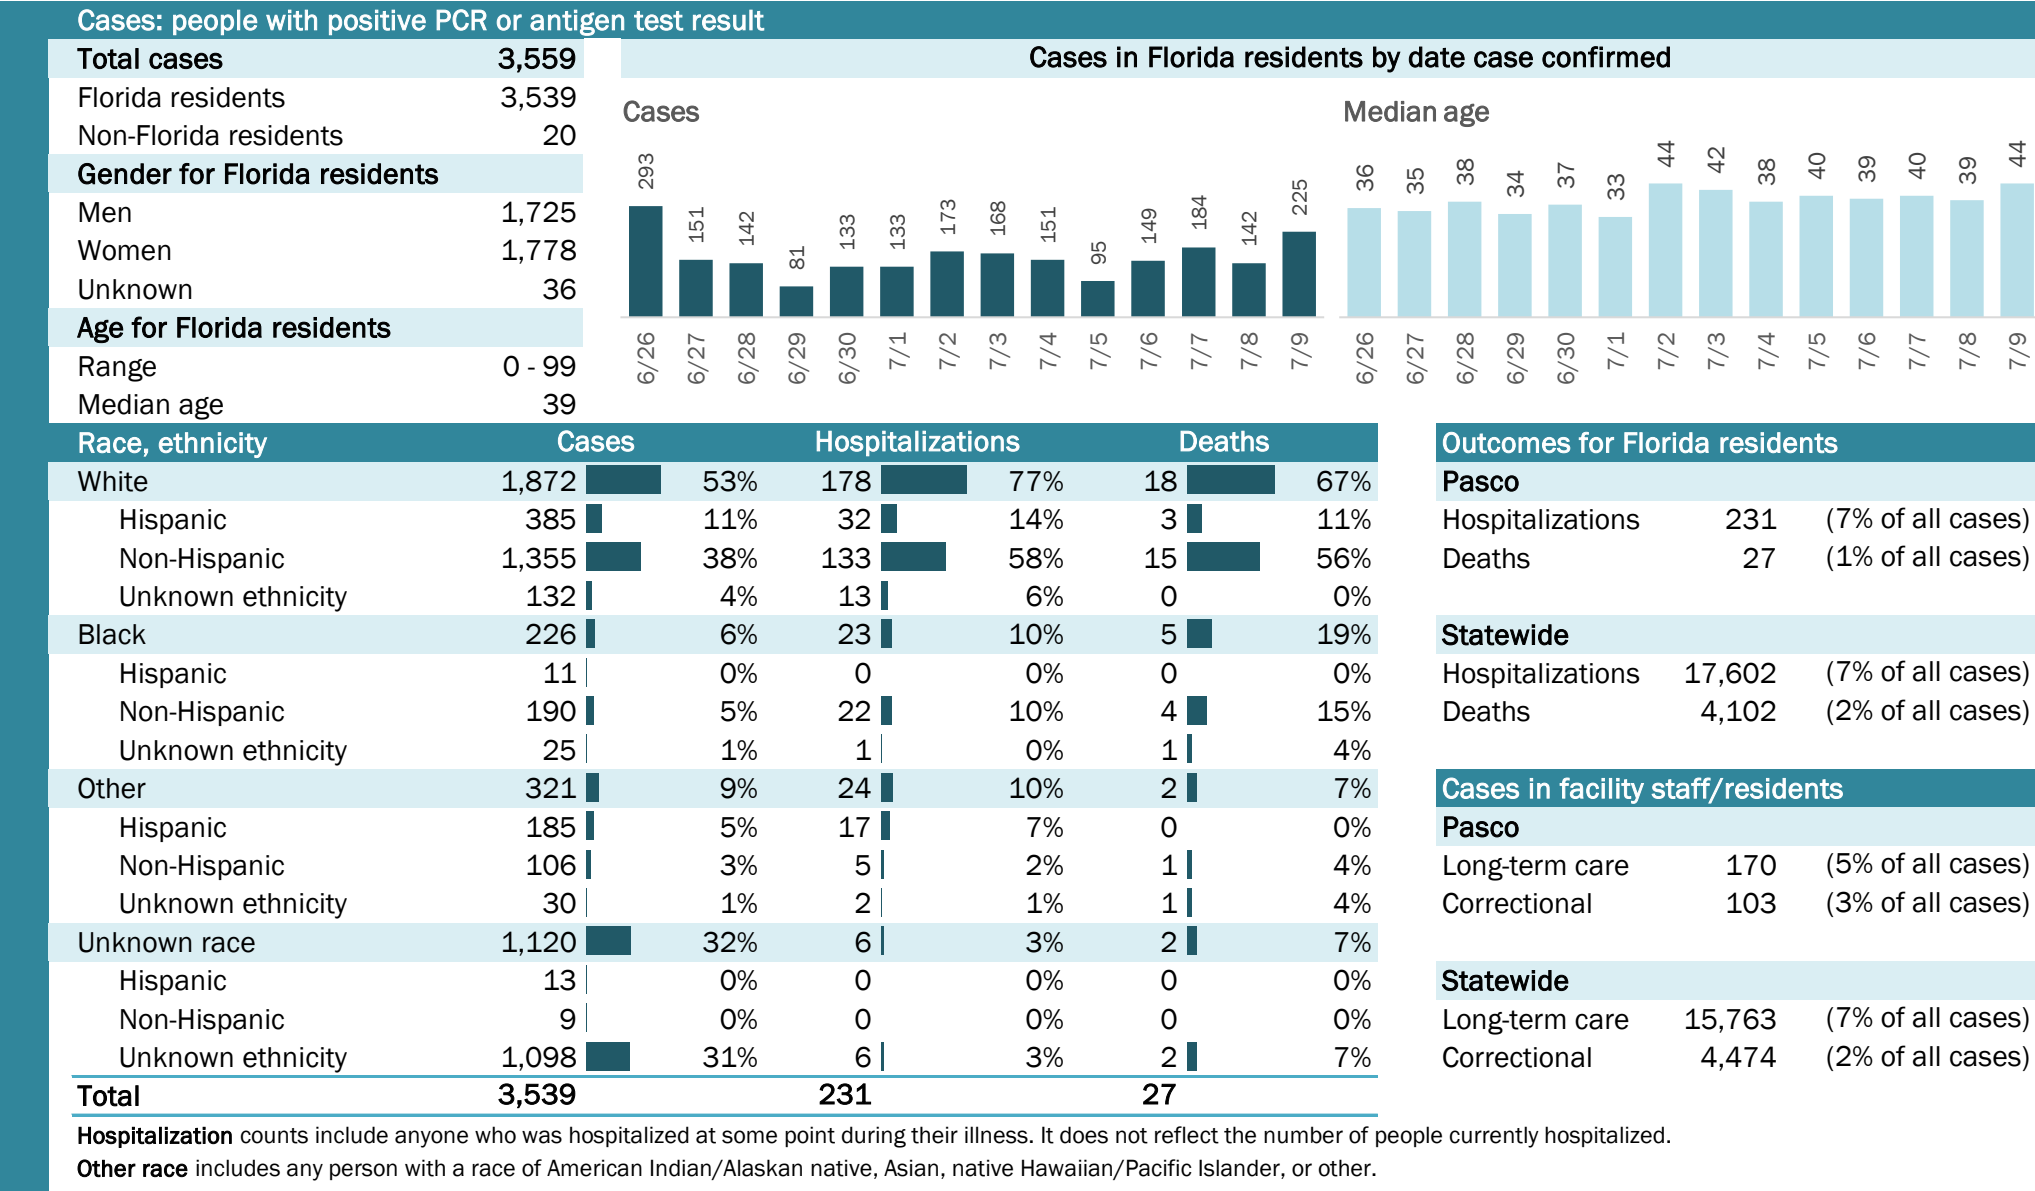 Cases: people with positive PCR or antigen test result
Total cases 3,559
Florida residents 3,539
Non-Florida residents 20
Gender for Florida residents
Men 1,725
Women 1,778
Unknown 36
Age for Florida residents
Range 0 - 99
Median age 39
Cases in Florida residents by date case confirmed
Cases
293 151 142 81 133 133 173 168 151 95 149 184 142 225
6/26 6/27 6/28 6/29 6/30 7/1 7/2 7/3 7/4 7/5 7/6 7/7 7/8 7/9
Median age
36 35 38 34 37 33 44 42 38 40 39 40 39 44
6/26 6/27 6/28 6/29 6/30 7/1 7/2 7/3 7/4 7/5 7/6 7/7 7/8 7/9
Race, ethnicity Cases Hospitalizations Deaths
White 1,872 53% 178 77% 18 67%
Hispanic 385 11% 32 14% 3 11%
Non-Hispanic 1,355 38% 133 58% 15 56%
Unknown ethnicity 132 4% 13 6% 0 0%
Black 226 6% 23 10% 5 19%
Hispanic 11 0% 0 0% 0 0%
Non-Hispanic 190 5% 22 10% 4 15%
Unknown ethnicity 25 1% 1 0% 1 4%
Other 321 9% 24 10% 2 7%
Hispanic 185 5% 17 7% 0 0%
Non-Hispanic 106 3% 5 2% 1 4%
Unknown ethnicity 30 1% 2 1% 1 4%
Unknown race 1,120 32% 6 3% 2 7%
Hispanic 13 0% 0 0% 0 0%
Non-Hispanic 9 0% 0 0% 0 0%
Unknown ethnicity 1,098 31% 6 3% 2 7%
Total 3,539 231 27
Outcomes for Florida residents
Pasco
Hospitalizations 231 (7% of all cases)
Deaths 27 (1% of all cases)
Statewide
Hospitalizations 17,602 (7% of all cases)
Deaths 4,102 (2% of all cases)
Cases in facility staff/residents
Pasco
Long-term care 170 (5% of all cases)
Correctional 103 (3% of all cases)
Statewide
Long-term care 15,763 (7% of all cases)
Correctional 4,474 (2% of all cases)
Hospitalization counts include anyone who was hospitalized at some point during their illness. It does not reflect the number of people currently hospitalized.
Other race includes any person with a race of American Indian/Alaskan native, Asian, native Hawaiian/Pacific Islander, or other.